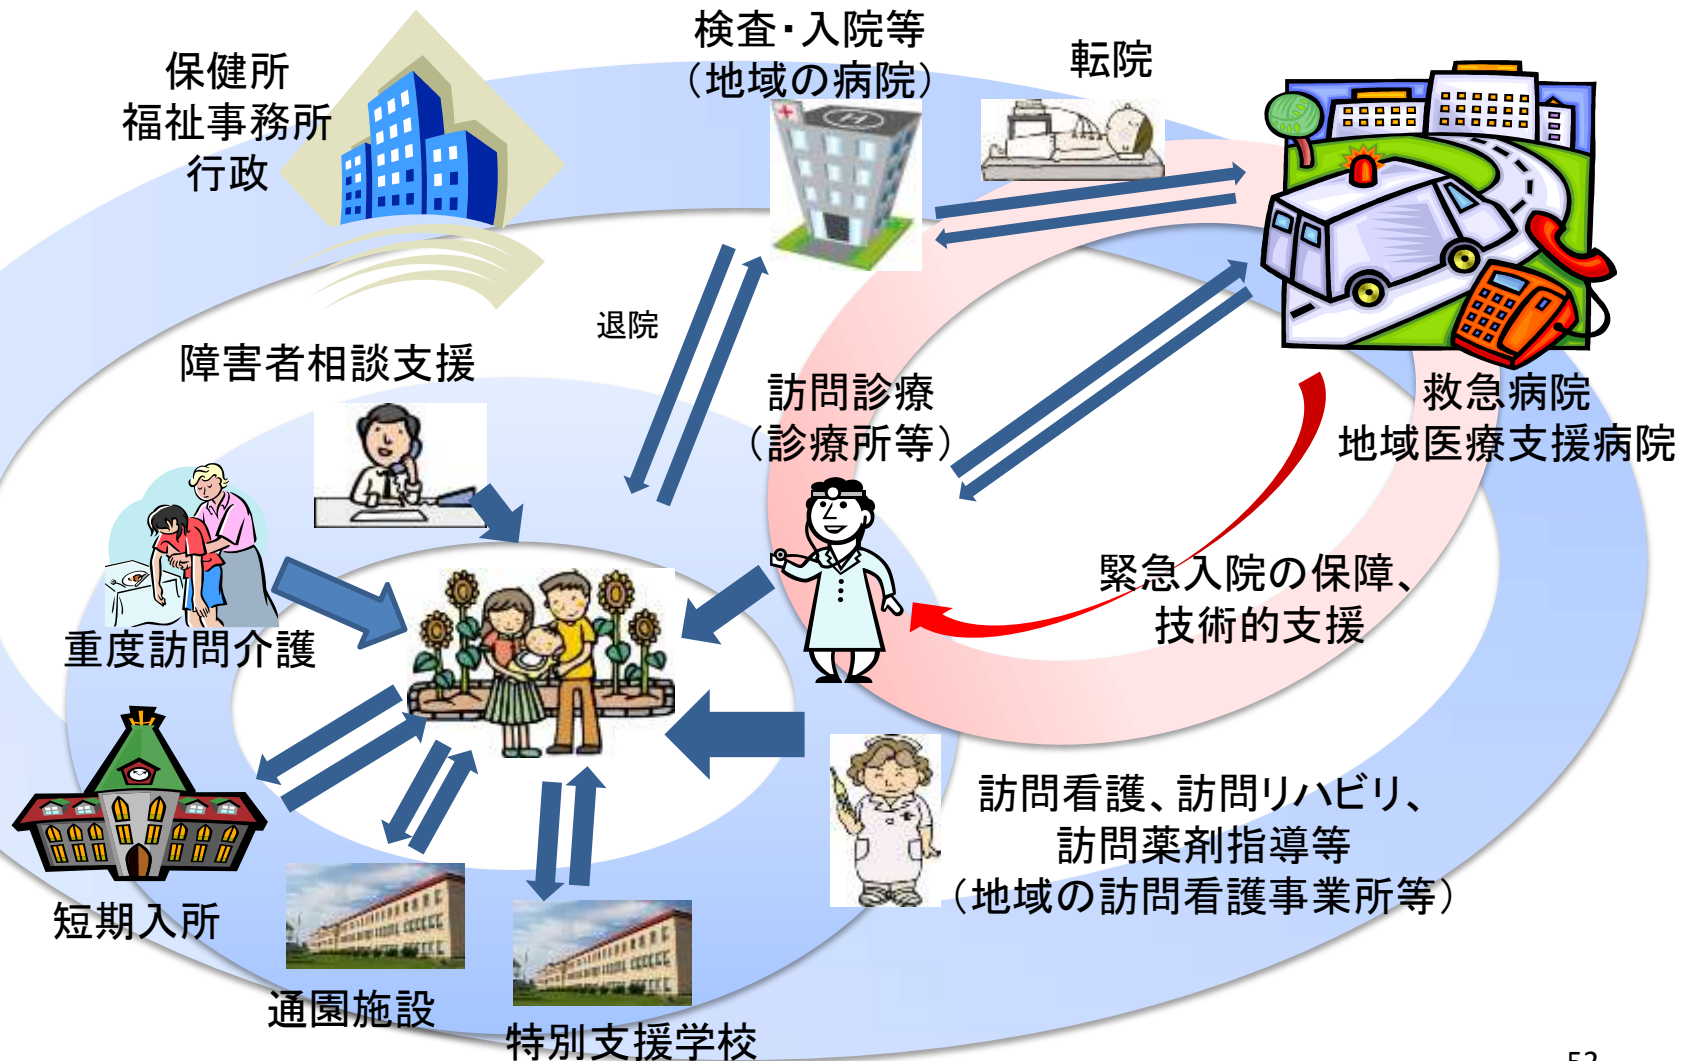 保健所
福祉事務所
行政
検査・入院等
（地域の病院）
転院
退院
障害者相談支援
訪問診療
（診療所等）
救急病院
地域医療支援病院
緊急入院の保障、
技術的支援
重度訪問介護
訪問看護、訪問リハビリ、
訪問薬剤指導等
（地域の訪問看護事業所等）
短期入所
通園施設
特別支援学校
52